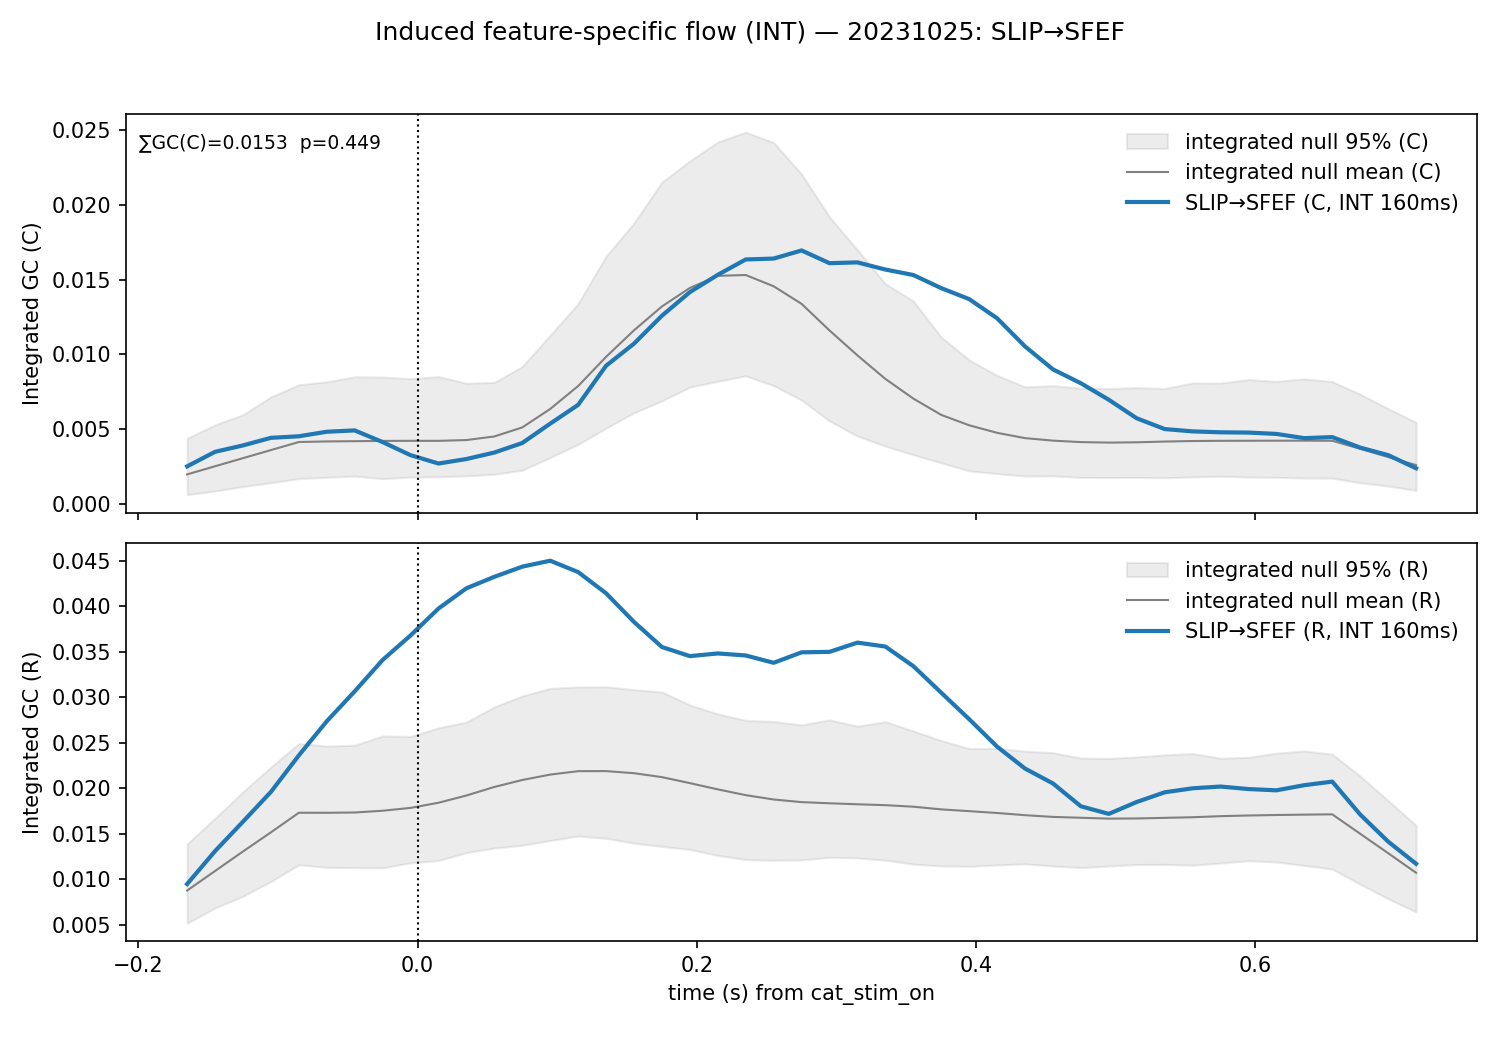 Induced feature-specific flow (INT) — 20231025: SLIP→SFEF
∑GC(C)=0.0153  p=0.449
integrated null 95% (C)
integrated null mean (C)
SLIP→SFEF (C, INT 160ms)
Integrated GC (C)
0.025
0.020
0.015
0.010
0.005
0.000
integrated null 95% (R)
integrated null mean (R)
SLIP→SFEF (R, INT 160ms)
Integrated GC (R)
0.045
0.040
0.035
0.030
0.025
0.020
0.015
0.010
0.005
−0.2 0.0 0.2 0.4 0.6
time (s) from cat_stim_on